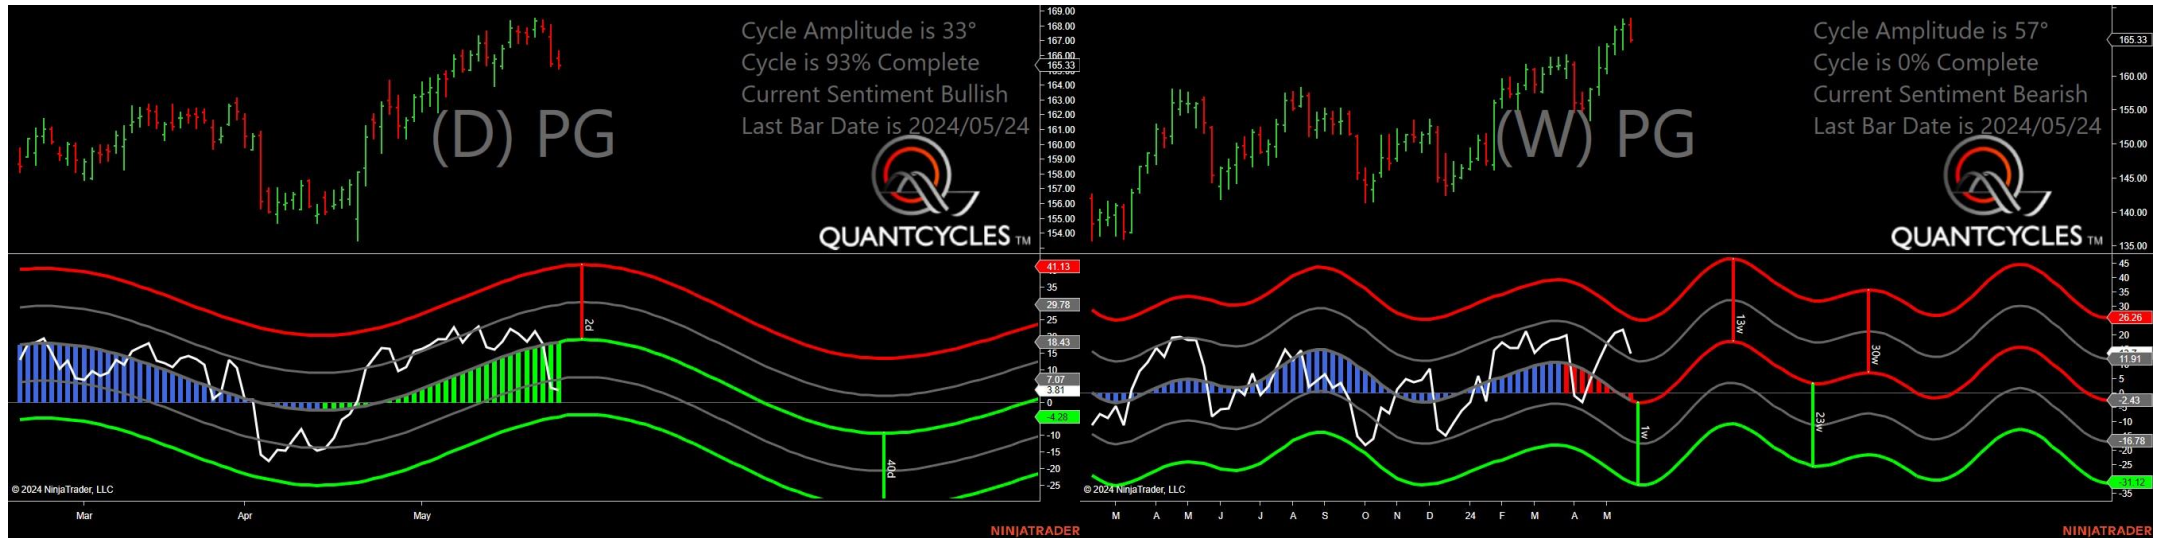 Cycle Amplitude is 33°
Cycle is 93% Complete
Current Sentiment Bullish
Last Bar Date is 2024/05/24
(D) PG
QUANTCYCLES TM
169.00
168.00
167.00
166.00
165.33
164.00
163.00
162.00
161.00
160.00
159.00
158.00
157.00
156.00
155.00
154.00
41.13
35
29.78
25
18.43
15
10
7.07
3.81
0
-4.28
-10
-15
-20
-25
2d
40d
© 2024 NinjaTrader, LLC
Mar Apr May
NINJATRADER
Cycle Amplitude is 57°
Cycle is 0% Complete
Current Sentiment Bearish
Last Bar Date is 2024/05/24
(W) PG
QUANTCYCLES TM
165.33
160.00
155.00
150.00
145.00
140.00
135.00
45
40
35
30
26.26
20
11.91
5
-2.43
-10
-16.78
-20
-25
-31.12
-35
13w
30w
1w
23w
© 2024 NinjaTrader, LLC
M A M J J A S O N D 24 F M A M
NINJATRADER